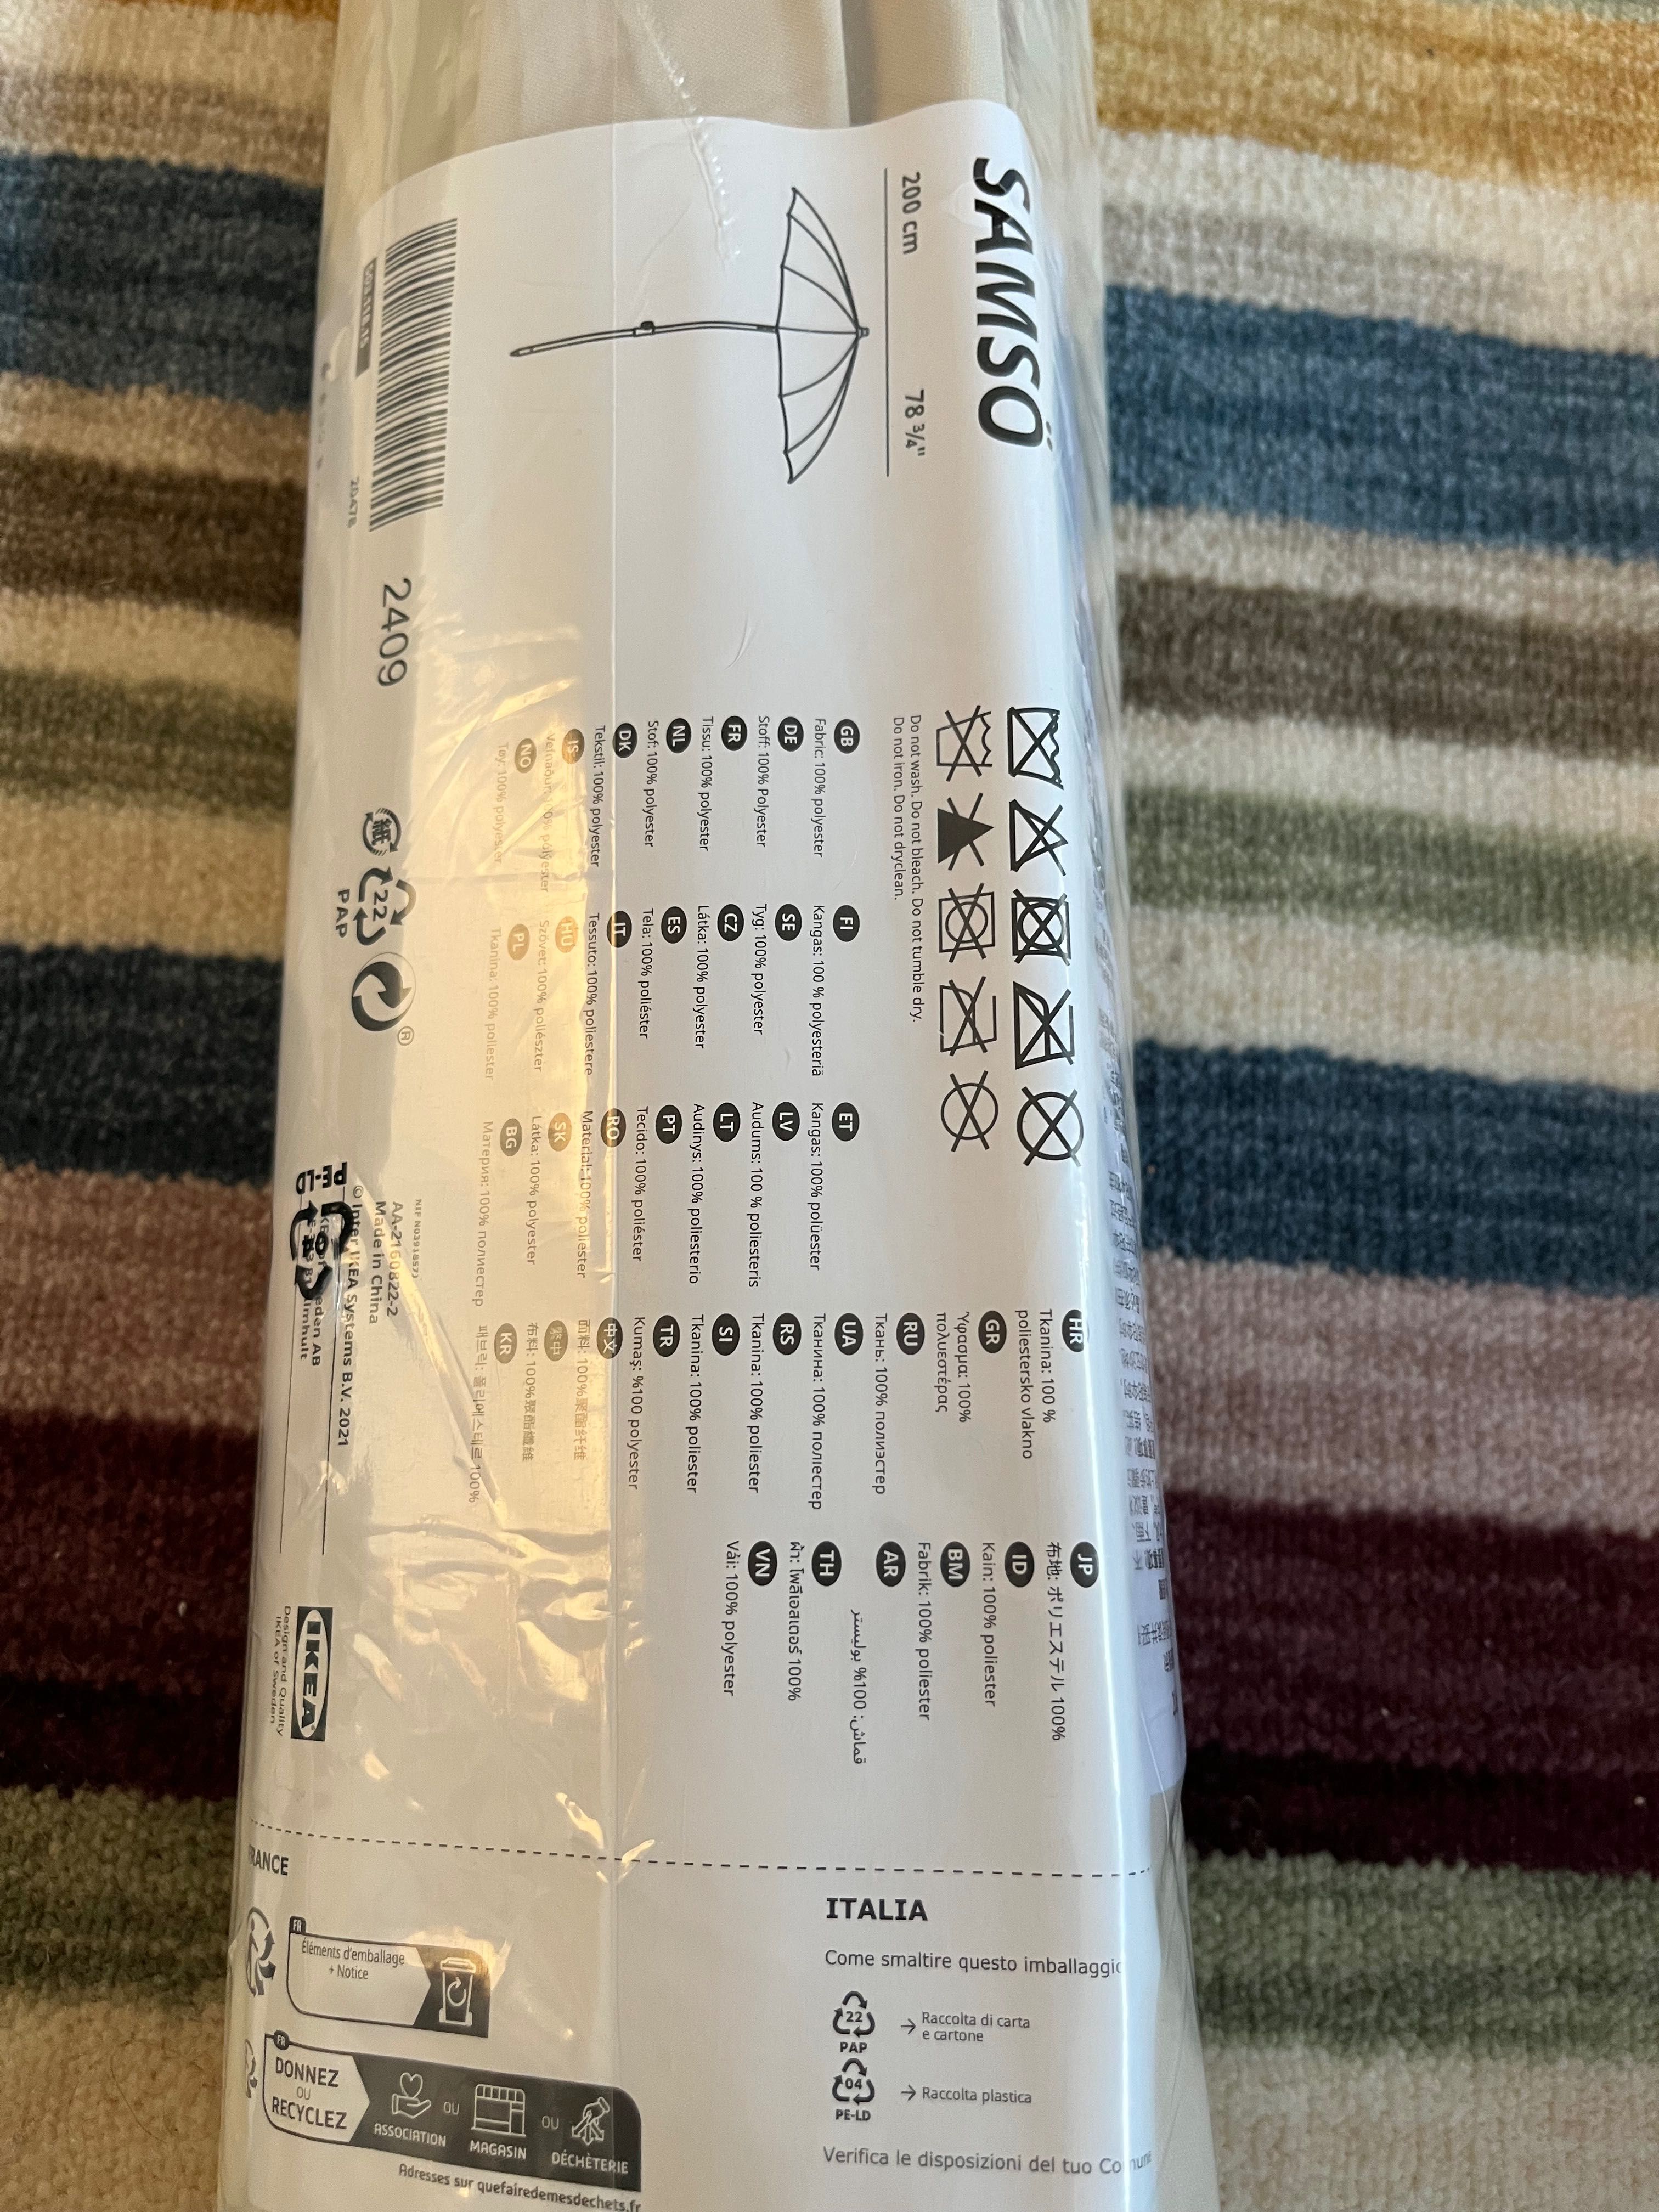 SAMSÖ
200 cm 78 ¾"
Do not wash. Do not bleach. Do not tumble dry.
Do not iron. Do not dryclean.
GB
Fabric: 100% polyester
DE
Stoff: 100% Polyester
FR
Tissu: 100% polyester
NL
Stof: 100% polyester
DK
Tekstil: 100% polyester
IS
polyester
NO
Tøy: 100% polyester
FI
Kangas: 100 % polyesteriä
SE
Tyg: 100% polyester
CZ
Látka: 100% polyester
ES
Tela: 100% poliéster
IT
Tessuto: 100% poliestere
HU
Szövet: 100% poliészter
PL
Tkanina: 100% poliester
ET
Kangas: 100% polüester
LV
Audums: 100 % poliesteris
LT
Audinys: 100% poliesterio
PT
Tecido: 100% poliéster
RO
Material: 100% poliester
SK
Látka: 100% polyester
BG
Материя: 100% полиестер
HR
Tkanina: 100 %
poliestersko vlakno
GR
Ύφασμα: 100%
πολυεστέρας
RU
Ткань: 100% полиэстер
UA
Тканина: 100% поліестер
RS
Tkanina: 100% poliester
SI
Tkanina: 100% poliester
TR
Kumaş: %100 polyester
中文
面料: 100%聚酯纤维
繁中
布料: 100%聚酯纖維
KR
패브릭: 폴리에스테르 100%
JP
布地: ポリエステル 100%
ID
Kain: 100% poliester
BM
Fabrik: 100% poliester
AR
قماش: 100% بوليستر
TH
ผ้า: โพลีเอสเตอร์ 100%
VN
Vải: 100% polyester
20478
2409
紙
22
PAP
®
AA-2160822-2
Made in China
© Inter IKEA Systems B.V. 2021
IKEA®
Design and Quality
IKEA of Sweden
FR
Éléments d'emballage
+ Notice
FR
DONNEZ
OU
RECYCLEZ
ASSOCIATION
OU
MAGASIN
OU
DÉCHÈTERIE
Adresses sur quefairedemesdechets.fr
ITALIA
Come smaltire questo imballaggio
22
PAP
→ Raccolta di carta
e cartone
04
PE-LD
→ Raccolta plastica
Verifica le disposizioni del tuo Comune